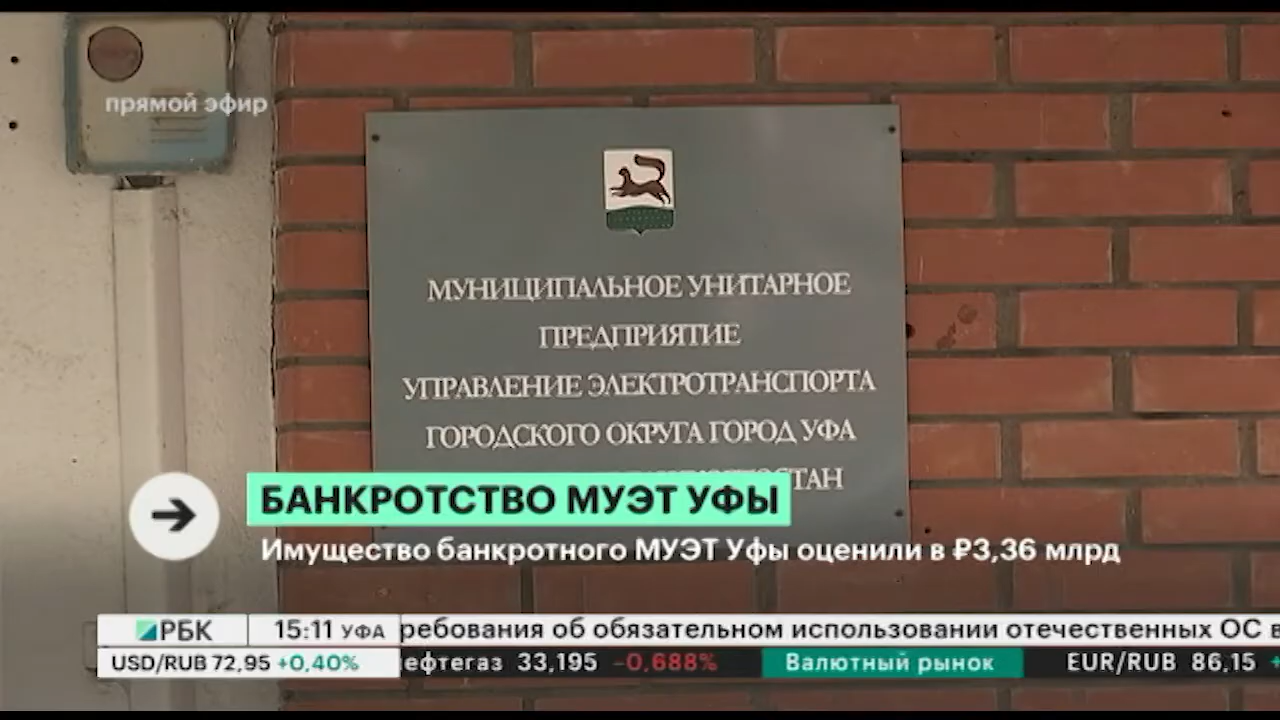 прямой эфир
МУНИЦИПАЛЬНОЕ УНИТАРНОЕ
ПРЕДПРИЯТИЕ
УПРАВЛЕНИЕ ЭЛЕКТРОТРАНСПОРТА
ГОРОДСКОГО ОКРУГА ГОРОД УФА
БАНКРОТСТВО МУЭТ УФЫ
Имущество банкротного МУЭТ Уфы оценили в ₽3,36 млрд
РБК 15:11 УФА ребования об обязательном использовании отечественных ОС в
USD/RUB 72,95 +0,40% ефтегаз 33,195 -0,688% Валютный рынок EUR/RUB 86,15 +